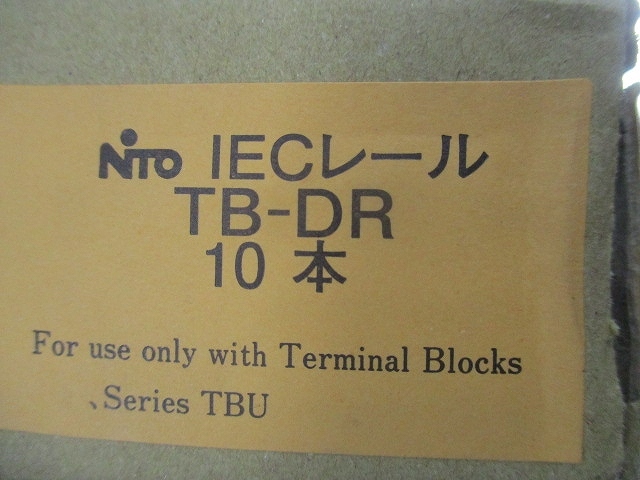 NITO IECレール
TB-DR
10 本
For use only with Terminal Blocks
、Series TBU